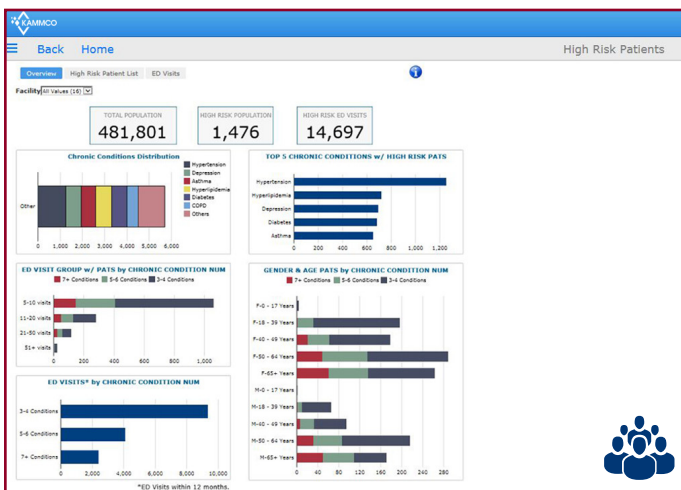 KAMMCO
Back Home High Risk Patients
Overview High Risk Patient List ED Visits
Facility All Values (16)
TOTAL POPULATION
481,801
HIGH RISK POPULATION
1,476
HIGH RISK ED VISITS
14,697
Chronic Conditions Distribution
Hypertension
Depression
Asthma
Hyperlipidemia
Diabetes
COPD
Others
Other
0 1,000 2,000 3,000 4,000 5,000 6,000
TOP 5 CHRONIC CONDITIONS w/ HIGH RISK PATS
Hypertension
Hyperlipidemia
Depression
Diabetes
Asthma
0 200 400 600 800 1,000 1,200
ED VISIT GROUP w/ PATS by CHRONIC CONDITION NUM
7+ Conditions 5-6 Conditions 3-4 Conditions
5-10 visits
11-20 visits
21-50 visits
51+ visits
0 200 400 600 800 1,000
GENDER & AGE PATS by CHRONIC CONDITION NUM
7+ Conditions 5-6 Conditions 3-4 Conditions
F-0 - 17 Years
F-18 - 39 Years
F-40 - 49 Years
F-50 - 64 Years
F-65+ Years
M-0 - 17 Years
M-18 - 39 Years
M-40 - 49 Years
M-50 - 64 Years
M-65+ Years
0 40 80 120 160 200 240 280
ED VISITS* by CHRONIC CONDITION NUM
3-4 Conditions
5-6 Conditions
7+ Conditions
0 2,000 4,000 6,000 8,000 10,000
*ED Visits within 12 months.